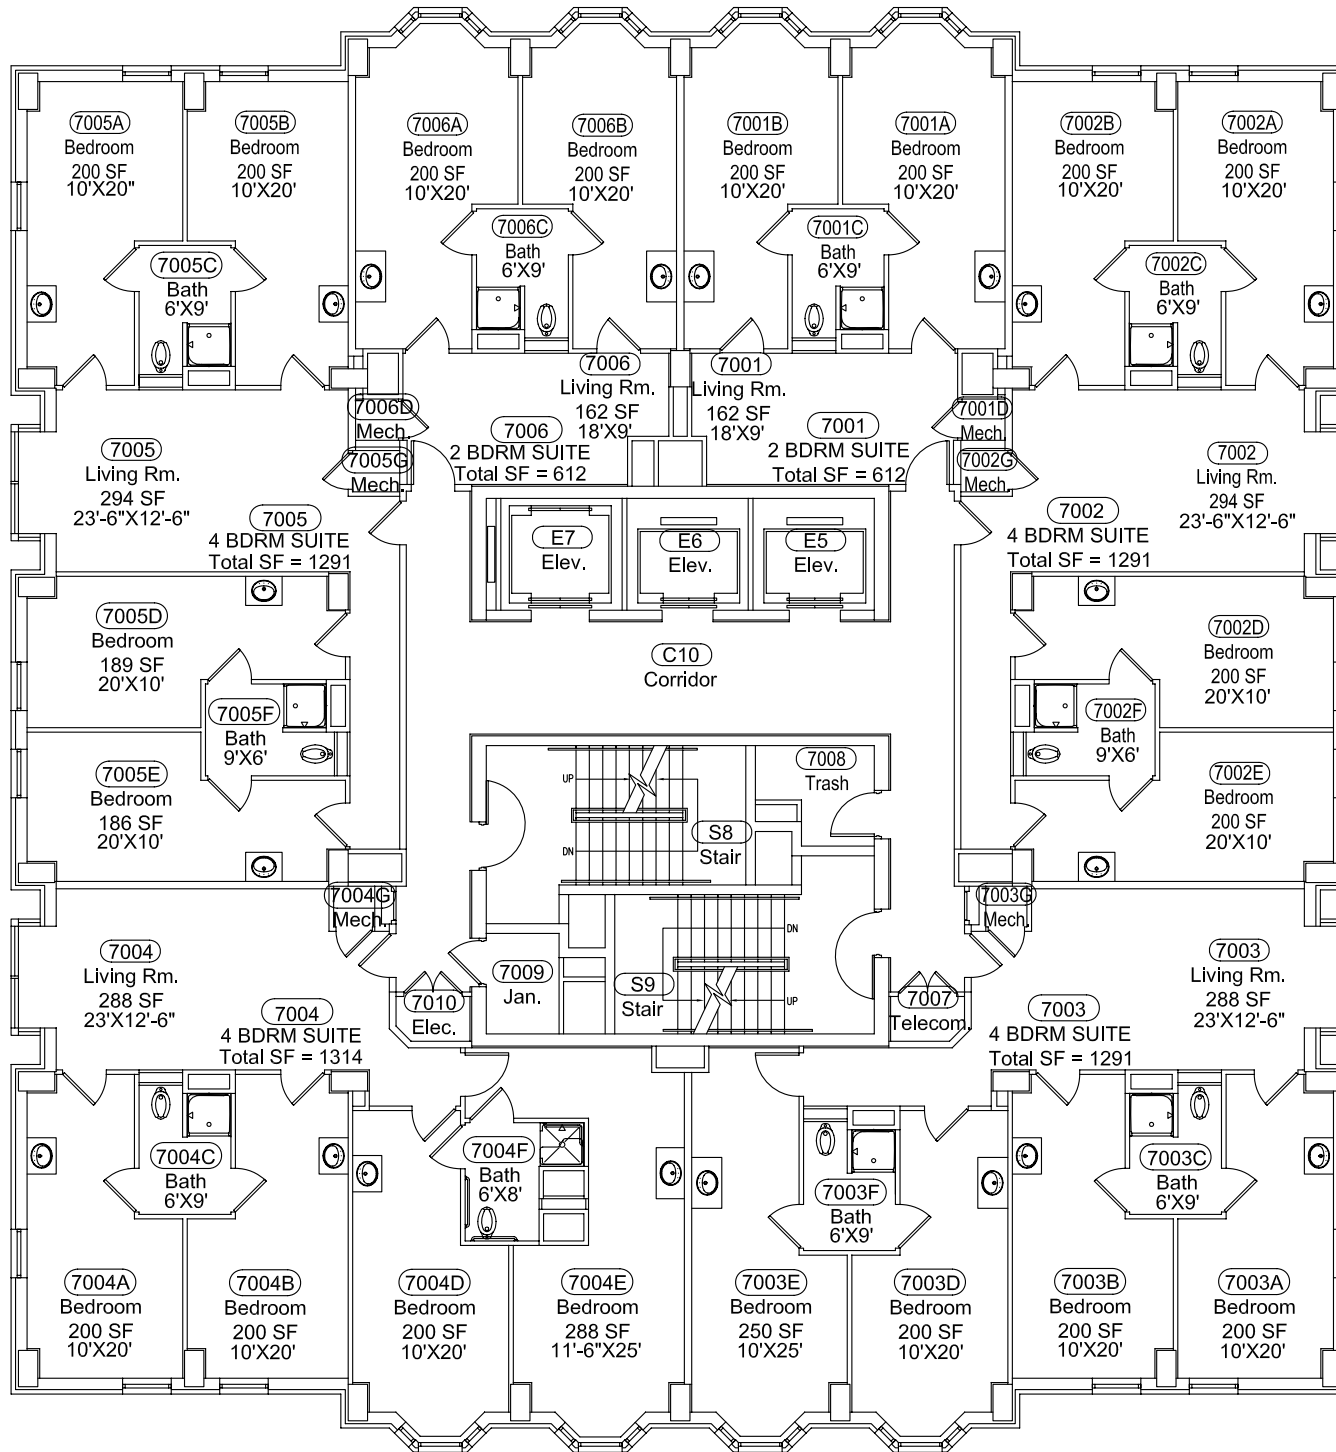 7005A
Bedroom
200 SF
10'X20"
7005B
Bedroom
200 SF
10'X20'
7006A
Bedroom
200 SF
10'X20'
7006B
Bedroom
200 SF
10'X20'
7001B
Bedroom
200 SF
10'X20'
7001A
Bedroom
200 SF
10'X20'
7002B
Bedroom
200 SF
10'X20'
7002A
Bedroom
200 SF
10'X20'
7005C
Bath
6'X9'
7006C
Bath
6'X9'
7001C
Bath
6'X9'
7002C
Bath
6'X9'
7006
Living Rm.
162 SF
18'X9'
7001
Living Rm.
162 SF
18'X9'
7006D
Mech.
7005G
Mech.
7006
2 BDRM SUITE
Total SF = 612
7001
2 BDRM SUITE
Total SF = 612
7001D
Mech.
7002G
Mech.
7005
Living Rm.
294 SF
23'-6"X12'-6"
7005
4 BDRM SUITE
Total SF = 1291
7002
Living Rm.
294 SF
23'-6"X12'-6"
7002
4 BDRM SUITE
Total SF = 1291
E7
Elev.
E6
Elev.
E5
Elev.
7005D
Bedroom
189 SF
20'X10'
C10
Corridor
7002D
Bedroom
200 SF
20'X10'
7005F
Bath
9'X6'
7002F
Bath
9'X6'
7005E
Bedroom
186 SF
20'X10'
UP
DN
S8
Stair
7008
Trash
7002E
Bedroom
200 SF
20'X10'
7004G
Mech.
7003G
Mech.
7004
Living Rm.
288 SF
23'X12'-6"
7004
4 BDRM SUITE
Total SF = 1314
7010
Elec.
7009
Jan.
S9
Stair
DN
UP
7007
Telecom.
7003
Living Rm.
288 SF
23'X12'-6"
7003
4 BDRM SUITE
Total SF = 1291
7004C
Bath
6'X9'
7004F
Bath
6'X8'
7003F
Bath
6'X9'
7003C
Bath
6'X9'
7004A
Bedroom
200 SF
10'X20'
7004B
Bedroom
200 SF
10'X20'
7004D
Bedroom
200 SF
10'X20'
7004E
Bedroom
288 SF
11'-6"X25'
7003E
Bedroom
250 SF
10'X25'
7003D
Bedroom
200 SF
10'X20'
7003B
Bedroom
200 SF
10'X20'
7003A
Bedroom
200 SF
10'X20'